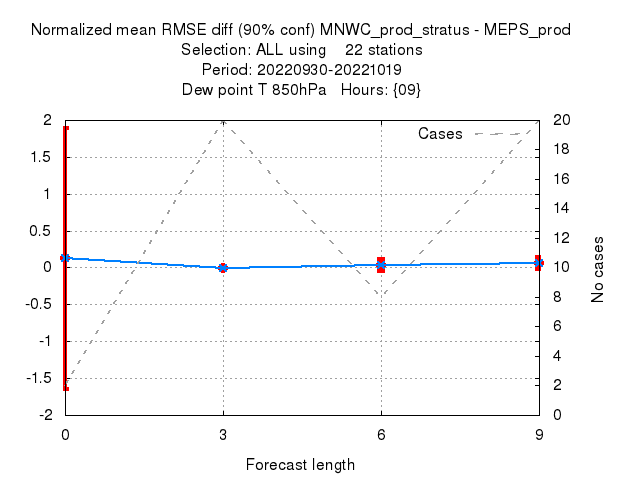 Normalized mean RMSE diff (90% conf) MNWC_prod_stratus - MEPS_prod
Selection: ALL using 22 stations
Period: 20220930-20221019
Dew point T 850hPa Hours: {09}
Cases
2
1.5
1
0.5
0
-0.5
-1
-1.5
-2
20
18
16
14
12
10
8
6
4
2
0
No cases
0 3 6 9
Forecast length